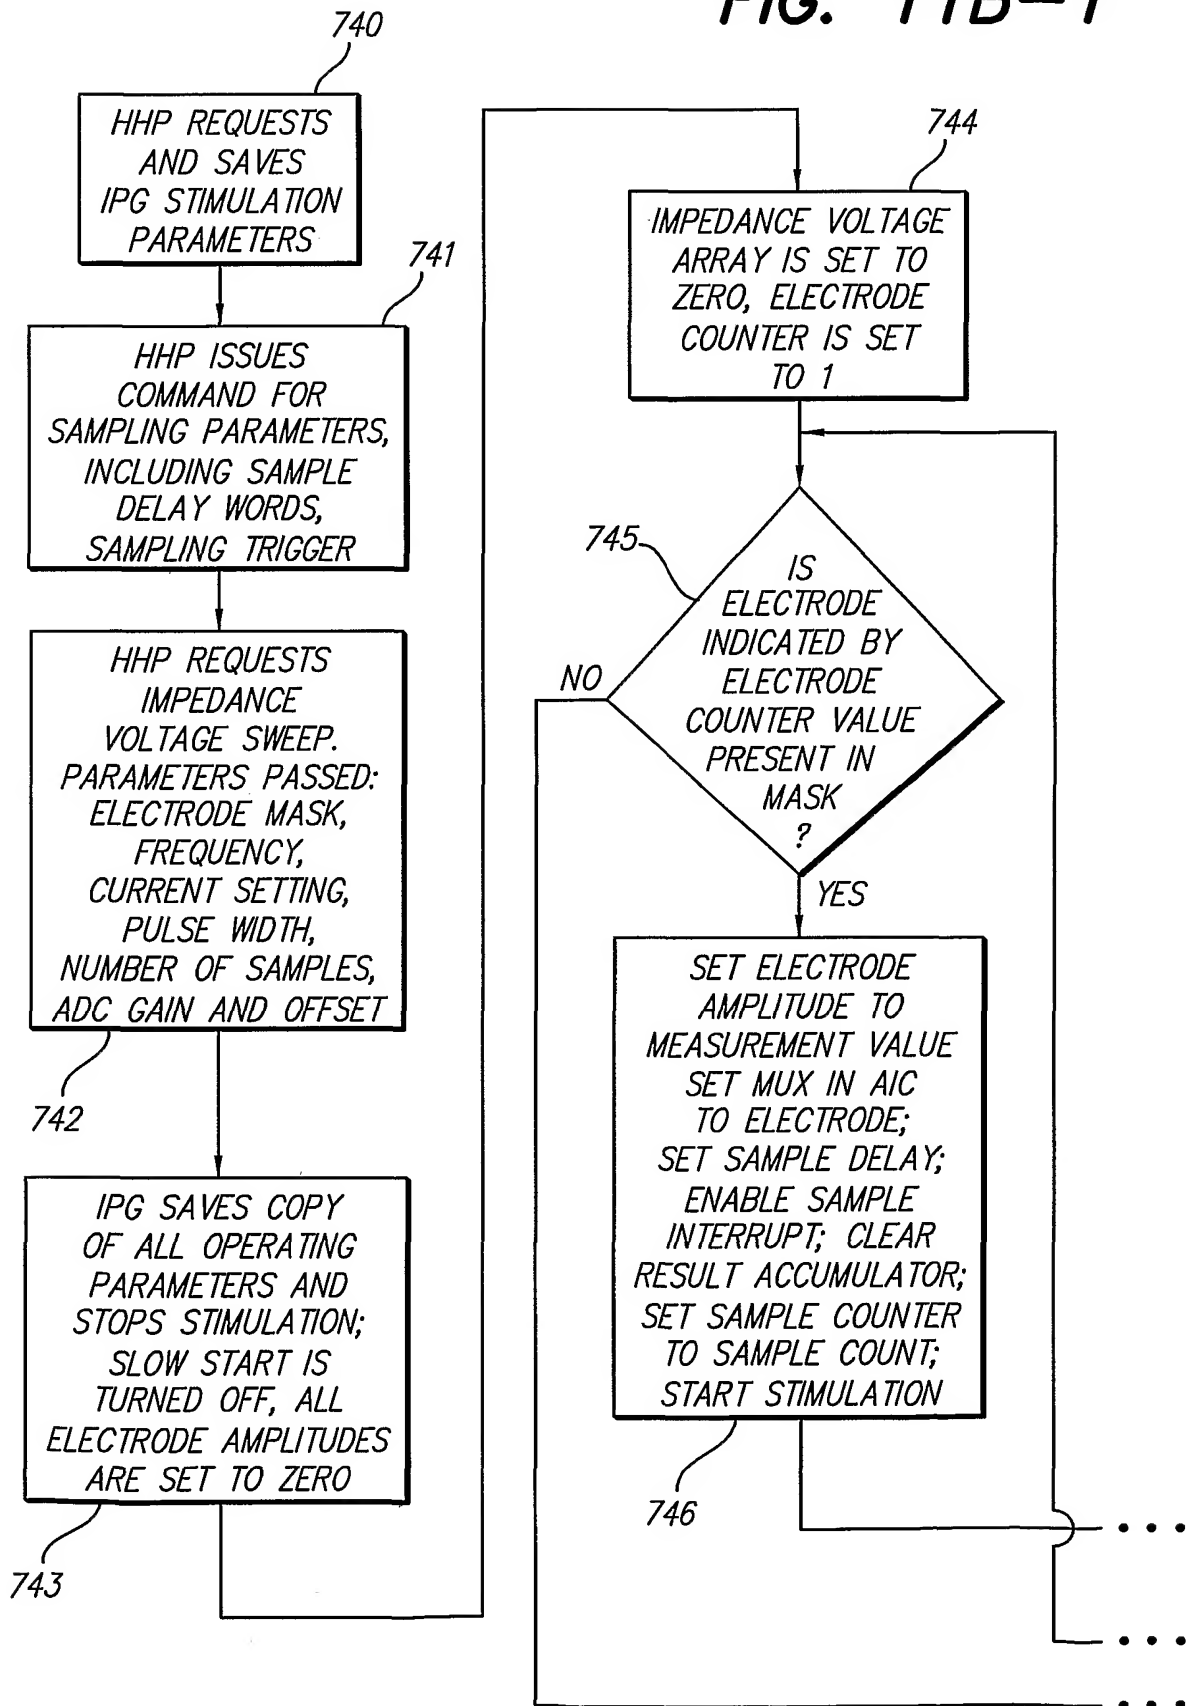 FIG. 11B-1
740
HHP REQUESTS
AND SAVES
IPG STIMULATION
PARAMETERS
741
HHP ISSUES
COMMAND FOR
SAMPLING PARAMETERS,
INCLUDING SAMPLE
DELAY WORDS,
SAMPLING TRIGGER
HHP REQUESTS
IMPEDANCE
VOLTAGE SWEEP.
PARAMETERS PASSED:
ELECTRODE MASK,
FREQUENCY,
CURRENT SETTING,
PULSE WIDTH,
NUMBER OF SAMPLES,
ADC GAIN AND OFFSET
742
IPG SAVES COPY
OF ALL OPERATING
PARAMETERS AND
STOPS STIMULATION;
SLOW START IS
TURNED OFF, ALL
ELECTRODE AMPLITUDES
ARE SET TO ZERO
743
744
IMPEDANCE VOLTAGE
ARRAY IS SET TO
ZERO, ELECTRODE
COUNTER IS SET
TO 1
745
IS
ELECTRODE
INDICATED BY
ELECTRODE
COUNTER VALUE
PRESENT IN
MASK
?
NO
YES
SET ELECTRODE
AMPLITUDE TO
MEASUREMENT VALUE
SET MUX IN AIC
TO ELECTRODE;
SET SAMPLE DELAY;
ENABLE SAMPLE
INTERRUPT; CLEAR
RESULT ACCUMULATOR;
SET SAMPLE COUNTER
TO SAMPLE COUNT;
START STIMULATION
746
• • •
• • •
• • •